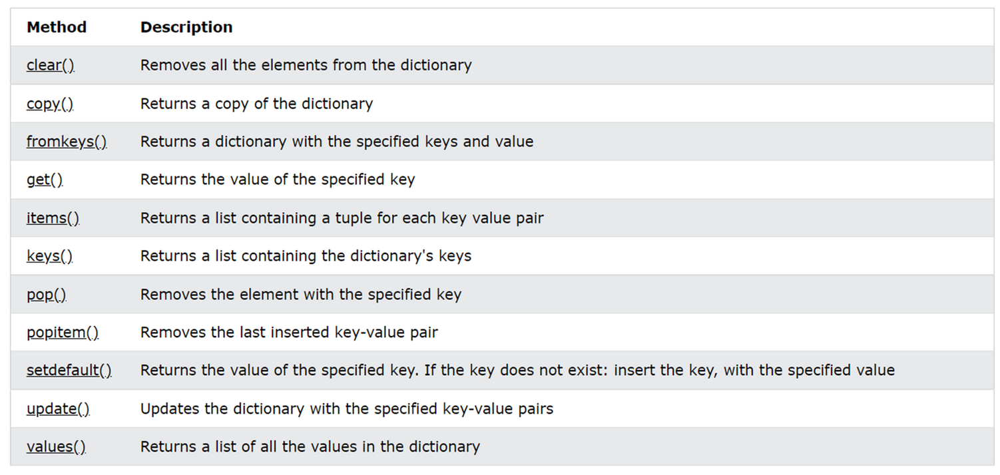 Method Description
clear() Removes all the elements from the dictionary
copy() Returns a copy of the dictionary
fromkeys() Returns a dictionary with the specified keys and value
get() Returns the value of the specified key
items() Returns a list containing a tuple for each key value pair
keys() Returns a list containing the dictionary's keys
pop() Removes the element with the specified key
popitem() Removes the last inserted key-value pair
setdefault() Returns the value of the specified key. If the key does not exist: insert the key, with the specified value
update() Updates the dictionary with the specified key-value pairs
values() Returns a list of all the values in the dictionary